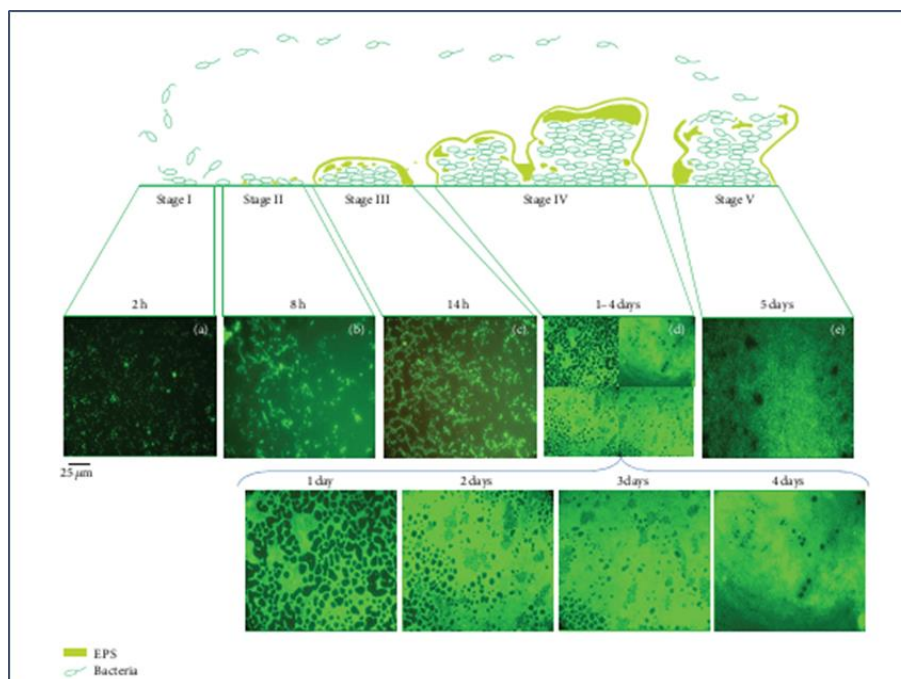 Stage I Stage II Stage III Stage IV Stage V
2 h 8 h 14 h 1–4 days 5 days
(a) (b) (c) (d) (e)
25 μm
1 day 2 days 3 days 4 days
EPS
Bacteria